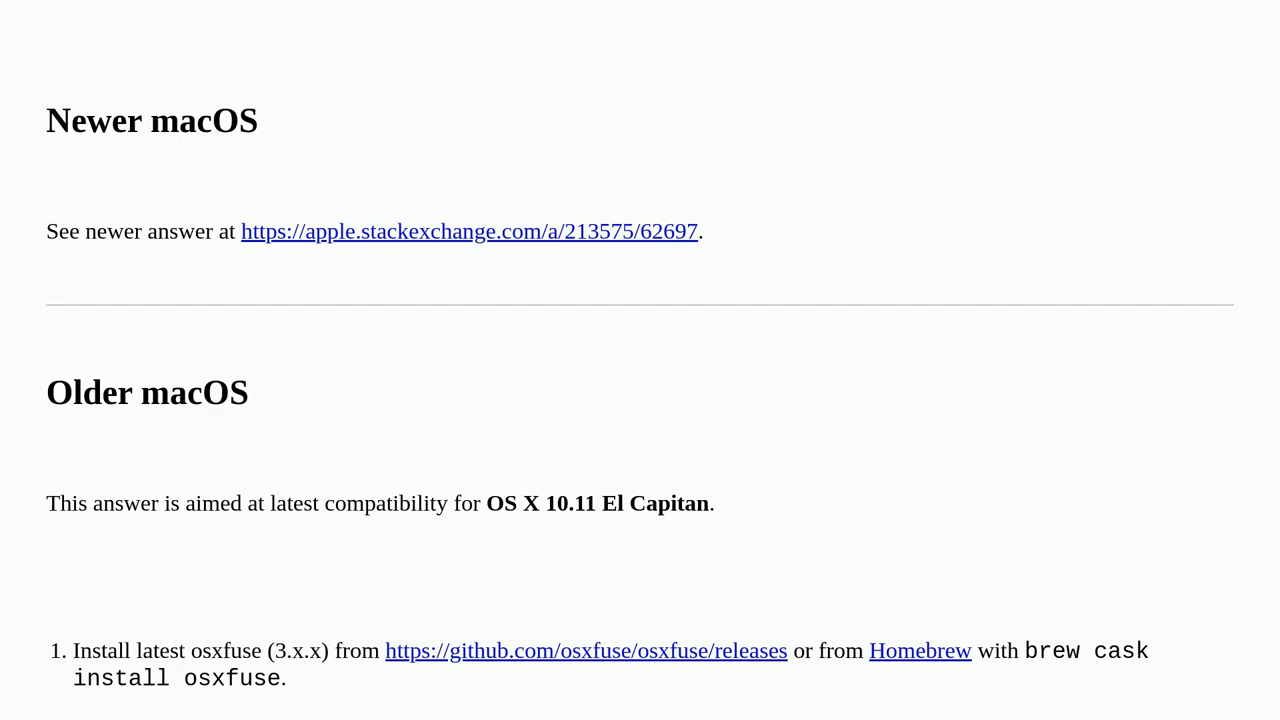 Newer macOS
See newer answer at https://apple.stackexchange.com/a/213575/62697.
Older macOS
This answer is aimed at latest compatibility for OS X 10.11 El Capitan.
1. Install latest osxfuse (3.x.x) from https://github.com/osxfuse/osxfuse/releases or from Homebrew with brew cask
install osxfuse.